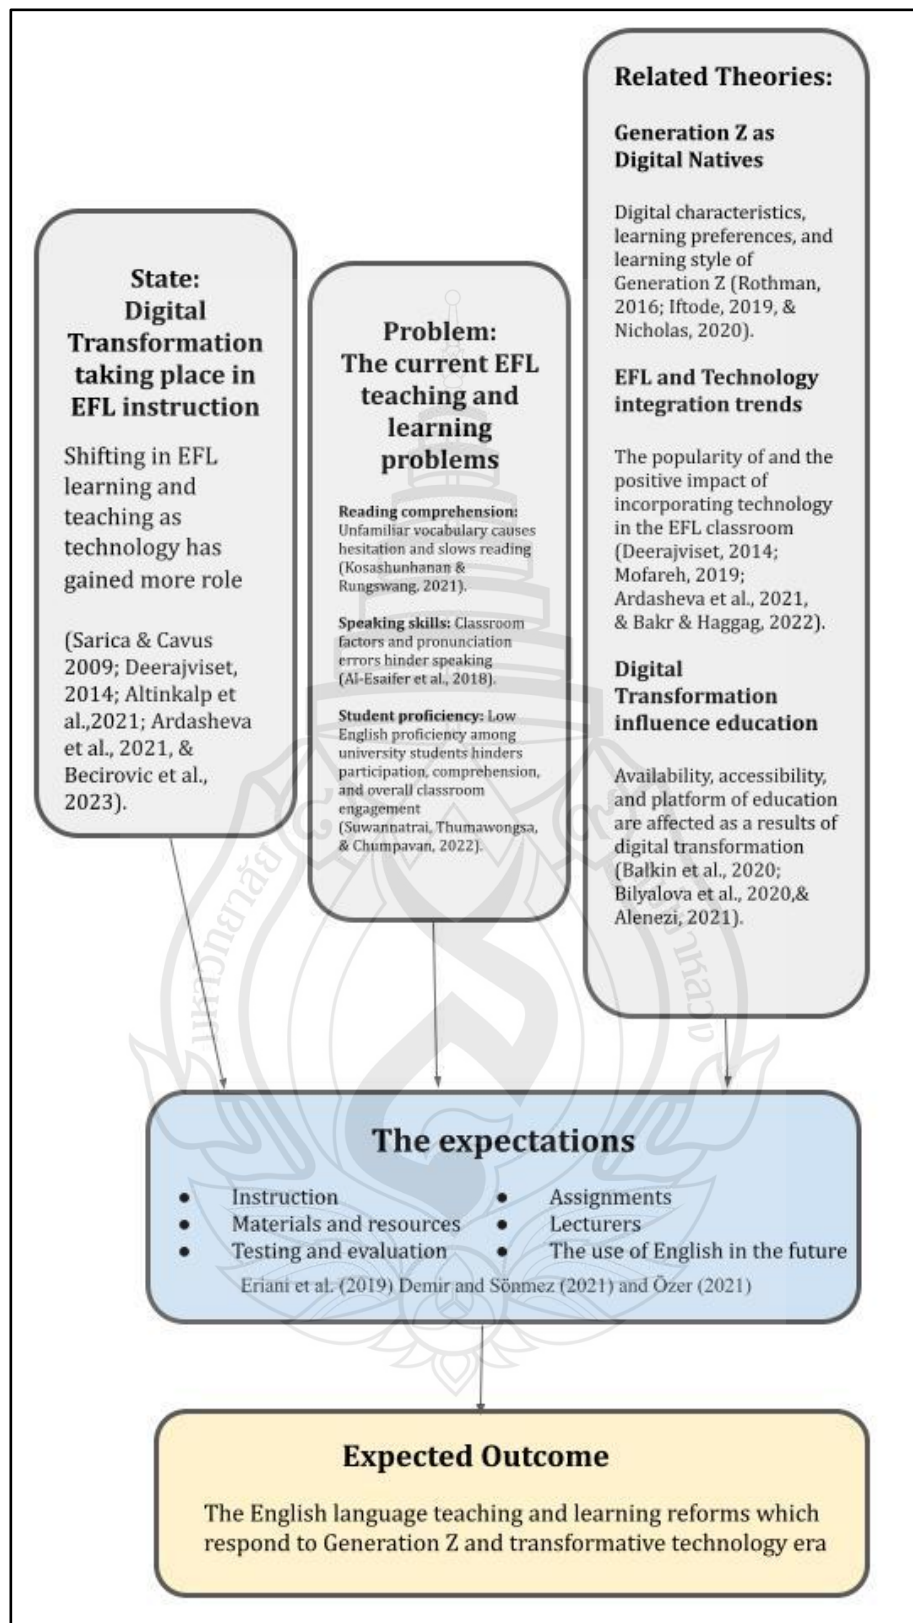 State:
Digital
Transformation
taking place in
EFL instruction
Shifting in EFL
learning and
teaching as
technology has
gained more role
(Sarica & Cavus
2009; Deerajviset,
2014; Altinkalp et
al.,2021; Ardasheva
et al., 2021, &
Becirovic et al.,
2023).
Problem:
The current EFL
teaching and
learning
problems
Reading comprehension:
Unfamiliar vocabulary causes
hesitation and slows reading
(Kosashunhanan &
Rungswang, 2021).
Speaking skills: Classroom
factors and pronunciation
errors hinder speaking
(Al-Esaifer et al., 2018).
Student proficiency: Low
English proficiency among
university students hinders
participation, comprehension,
and overall classroom
engagement
(Suwannatrai, Thumawongsa,
& Chumpavan, 2022).
Related Theories:
Generation Z as
Digital Natives
Digital characteristics,
learning preferences, and
learning style of
Generation Z (Rothman,
2016; Iftode, 2019, &
Nicholas, 2020).
EFL and Technology
integration trends
The popularity of and the
positive impact of
incorporating technology
in the EFL classroom
(Deerajviset, 2014;
Mofareh, 2019;
Ardasheva et al., 2021,
& Bakr & Haggag, 2022).
Digital
Transformation
influence education
Availability, accessibility,
and platform of education
are affected as a results of
digital transformation
(Balkin et al., 2020;
Bilyalova et al., 2020,&
Alenezi, 2021).
The expectations
● Instruction
● Materials and resources
● Testing and evaluation
● Assignments
● Lecturers
● The use of English in the future
Eriani et al. (2019) Demir and Sönmez (2021) and Özer (2021)
Expected Outcome
The English language teaching and learning reforms which
respond to Generation Z and transformative technology era